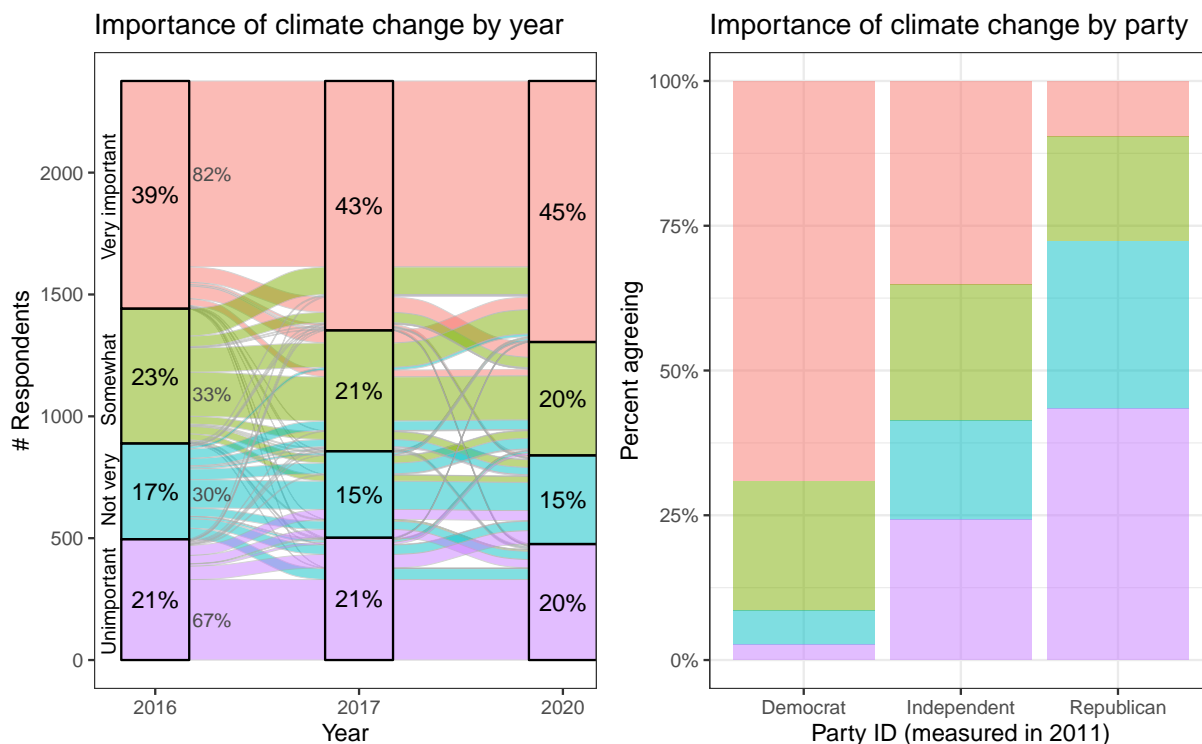 Importance of climate change by year
# Respondents
2000
1500
1000
500
0
Very important
Somewhat
Not very
Unimportant
39%
23%
17%
21%
82%
33%
30%
67%
43%
21%
15%
21%
45%
20%
15%
20%
2016
2017
2020
Year
Importance of climate change by party
Percent agreeing
100%
75%
50%
25%
0%
Democrat
Independent
Republican
Party ID (measured in 2011)